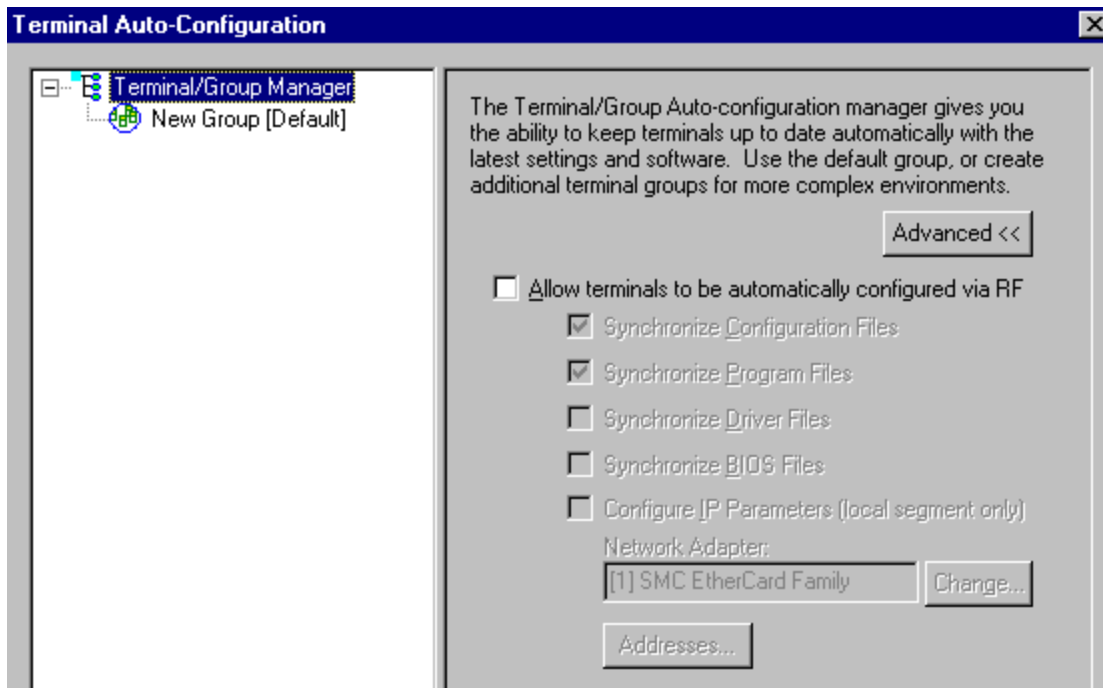 Terminal Auto-Configuration
Terminal/Group Manager
New Group [Default]
The Terminal/Group Auto-configuration manager gives you
the ability to keep terminals up to date automatically with the
latest settings and software.  Use the default group, or create
additional terminal groups for more complex environments.
Advanced <<
Allow terminals to be automatically configured via RF
Synchronize Configuration Files
Synchronize Program Files
Synchronize Driver Files
Synchronize BIOS Files
Configure IP Parameters (local segment only)
Network Adapter:
[1] SMC EtherCard Family
Change...
Addresses...